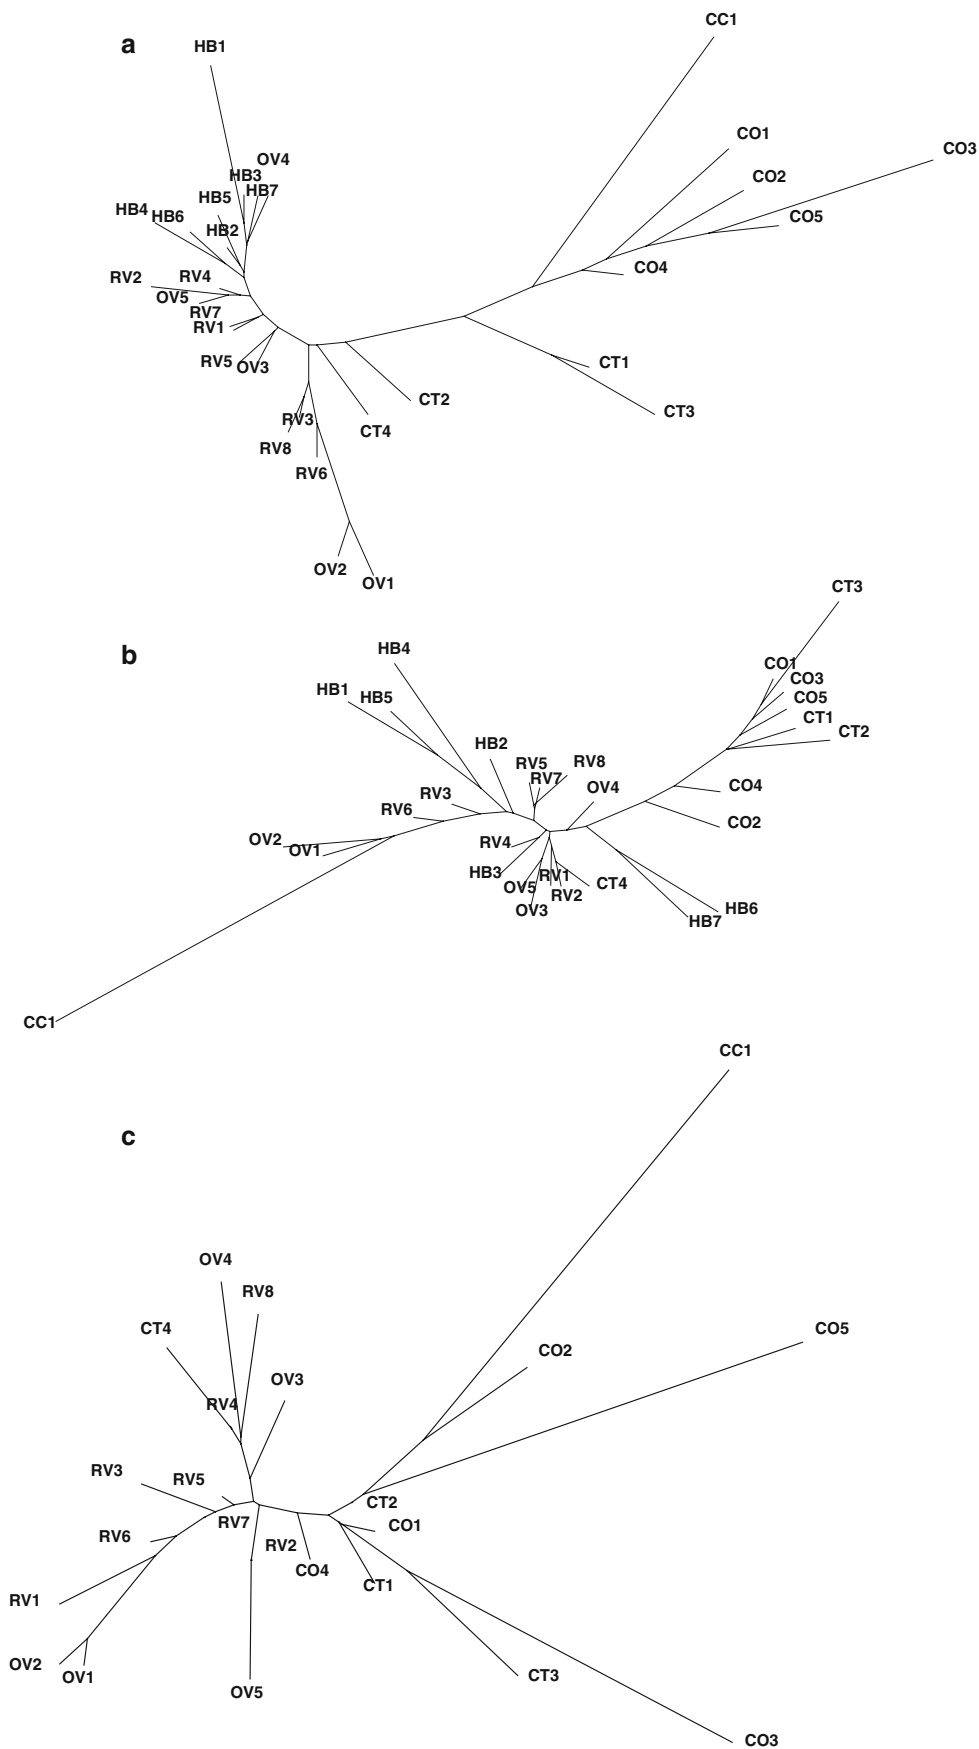 a
CC1
HB1
CO1
CO3
OV4
HB3
CO2
HB7
HB5
HB4
HB6
CO5
HB2
CO4
RV2
RV4
OV5
RV7
RV1
RV5
OV3
CT1
CT2
CT3
RV3
CT4
RV8
RV6
OV2
OV1
CT3
b
HB4
CO1
CO3
HB1
HB5
CO5
CT1
CT2
HB2
RV5
RV8
RV7
OV4
CO4
RV3
RV6
CO2
OV2
OV1
RV4
HB3
RV1
CT4
OV5
RV2
OV3
HB6
HB7
CC1
CC1
c
OV4
RV8
CT4
CO5
CO2
OV3
RV4
RV3
RV5
CT2
RV7
CO1
RV6
RV2
CO4
CT1
RV1
OV2
OV1
CT3
OV5
CO3